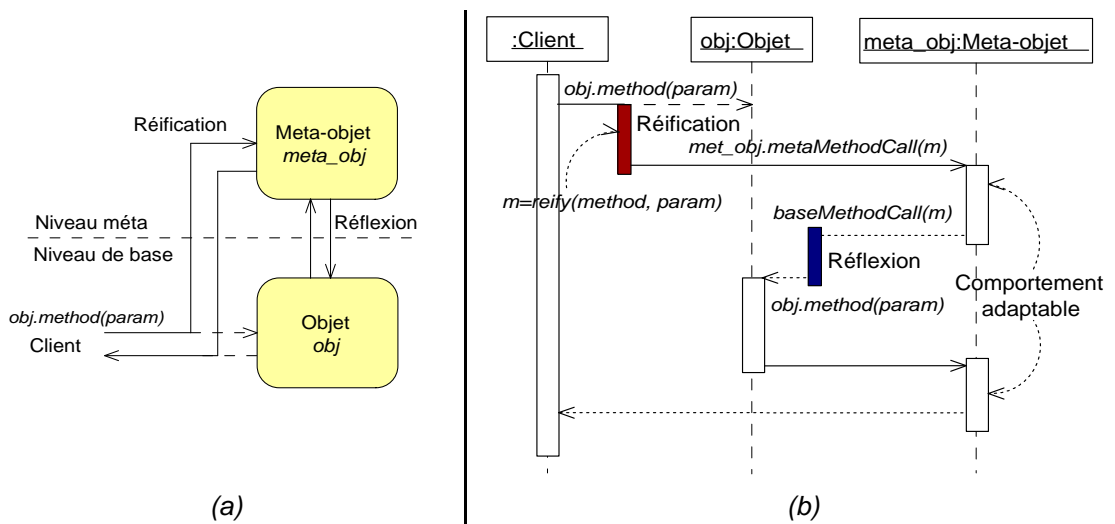 Réification
Meta-objet
meta_obj
Niveau méta
Réflexion
Niveau de base
obj.method(param)
Client
Objet
obj
(a)
:Client
obj:Objet
meta_obj:Meta-objet
obj.method(param)
Réification
met_obj.metaMethodCall(m)
m=reify(method, param)
baseMethodCall(m)
Réflexion
obj.method(param)
Comportement
adaptable
(b)